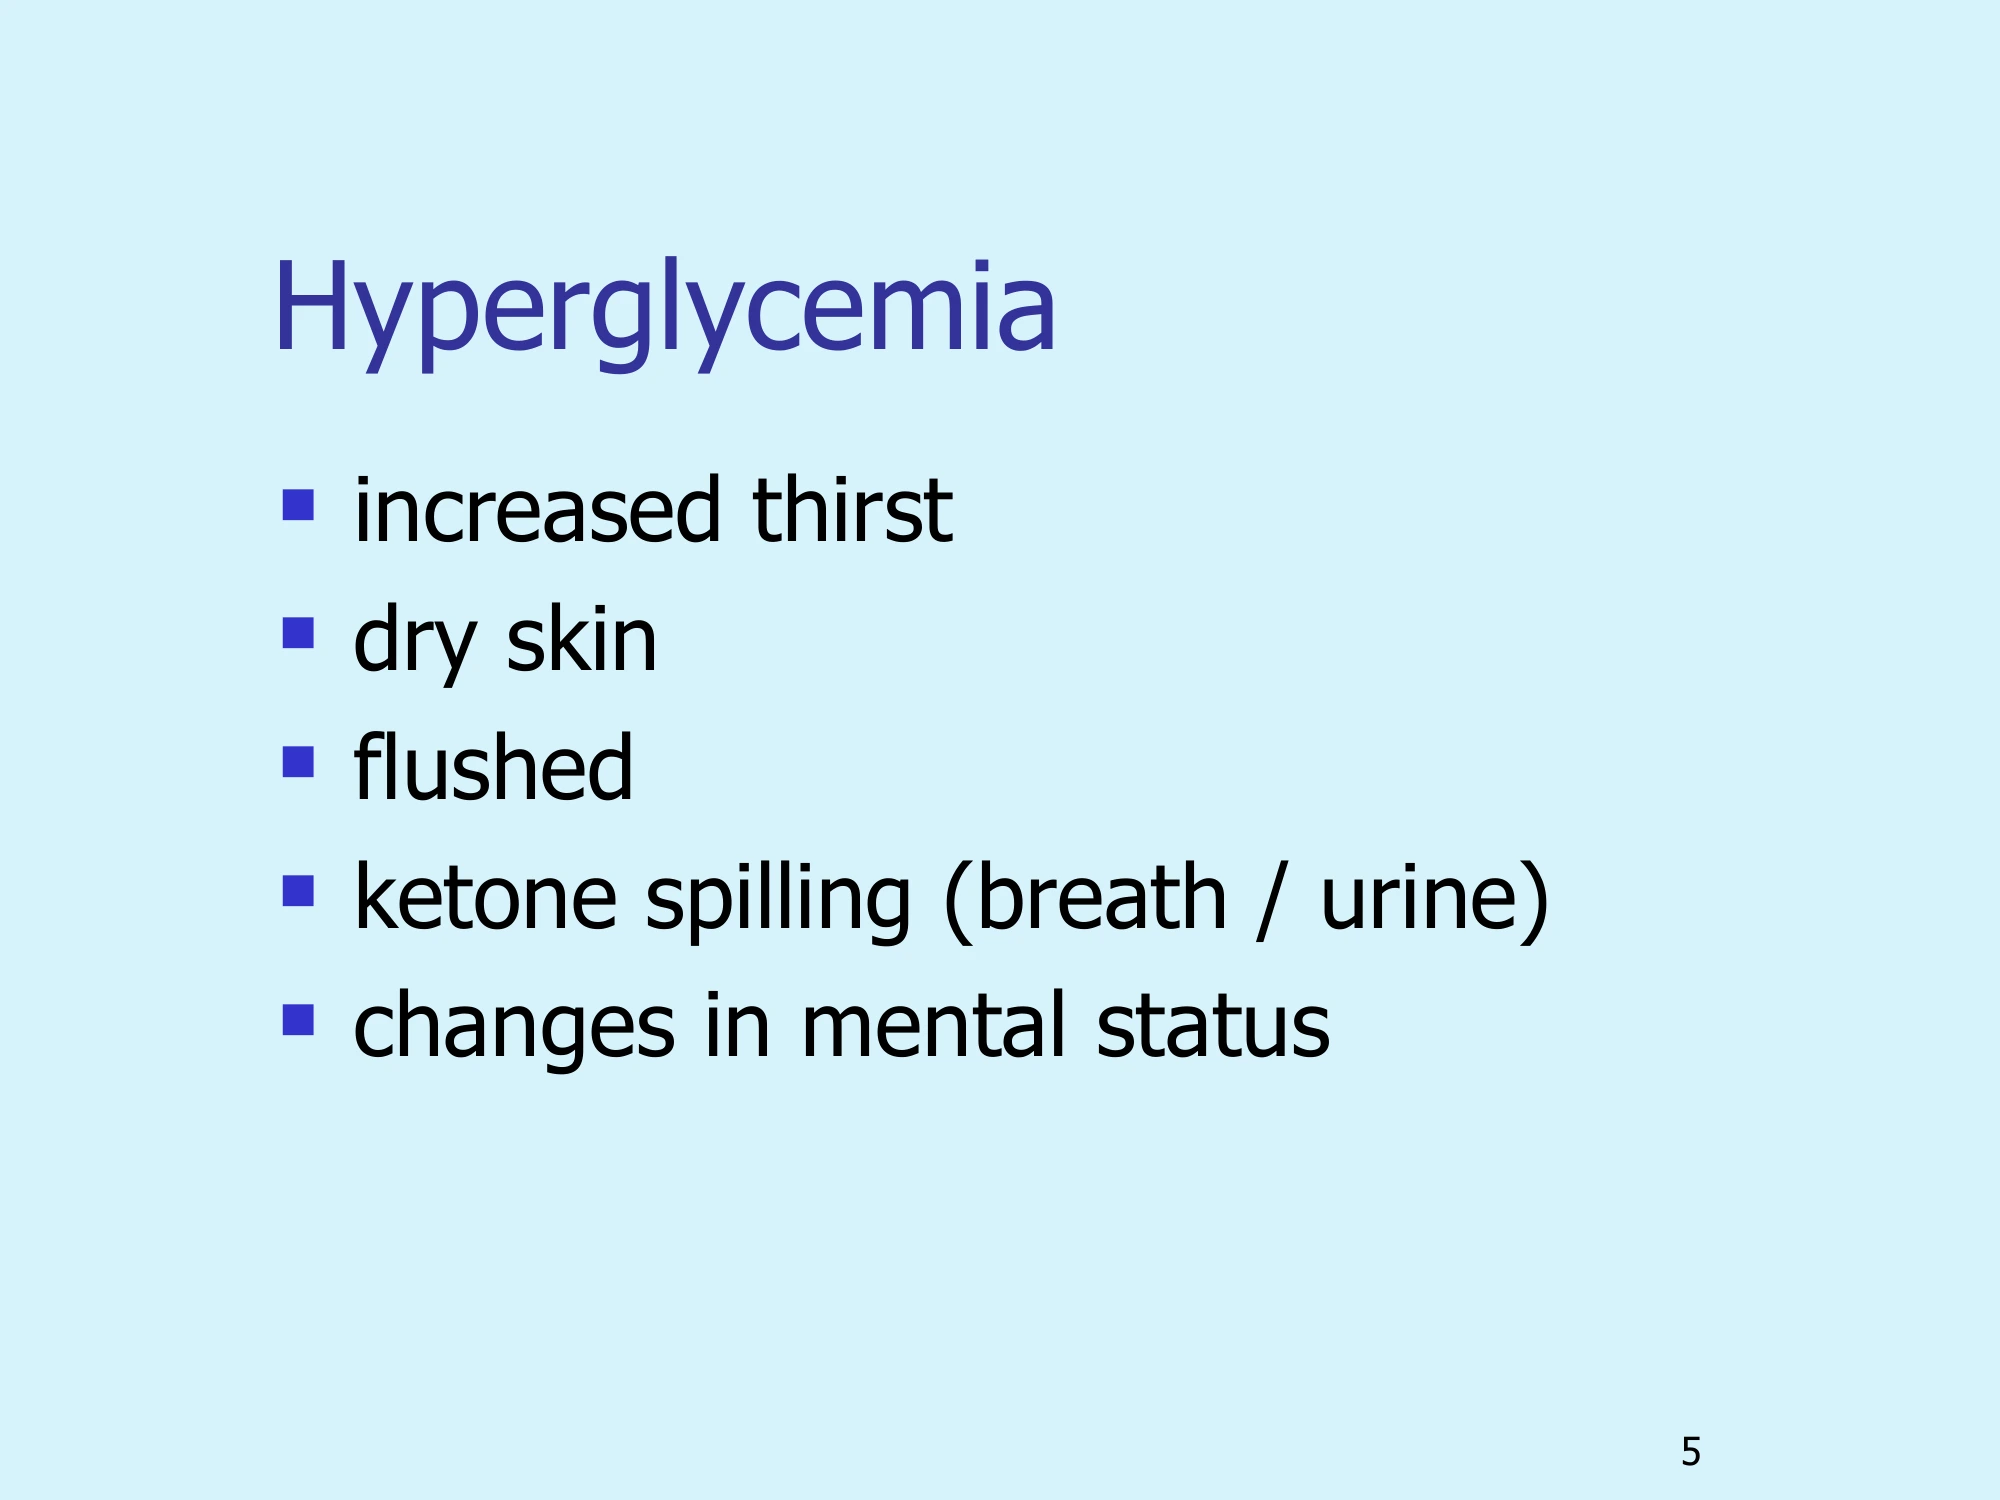 Hyperglycemia
▪ increased thirst
▪ dry skin
▪ flushed
▪ ketone spilling (breath / urine)
▪ changes in mental status
5